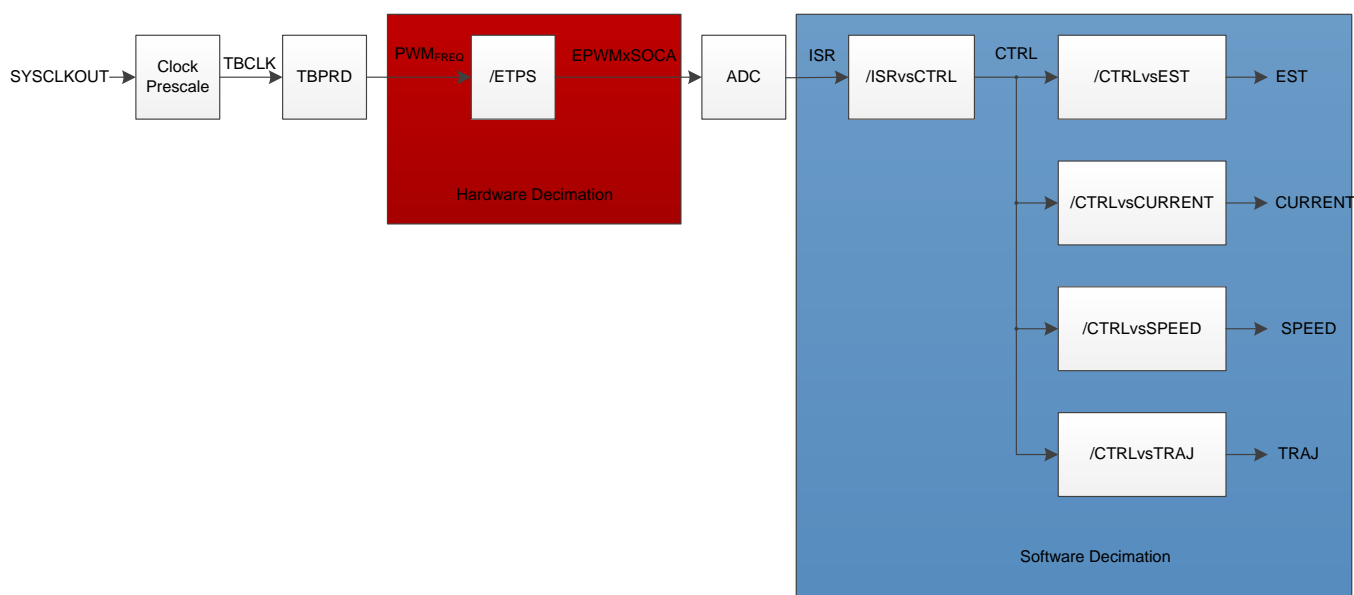 SYSCLKOUT
Clock
Prescale
TBCLK
TBPRD
PWMFREQ
/ETPS
EPWMxSOCA
ADC
ISR
/ISRvsCTRL
CTRL
/CTRLvsEST
EST
Hardware Decimation
/CTRLvsCURRENT
CURRENT
/CTRLvsSPEED
SPEED
/CTRLvsTRAJ
TRAJ
Software Decimation